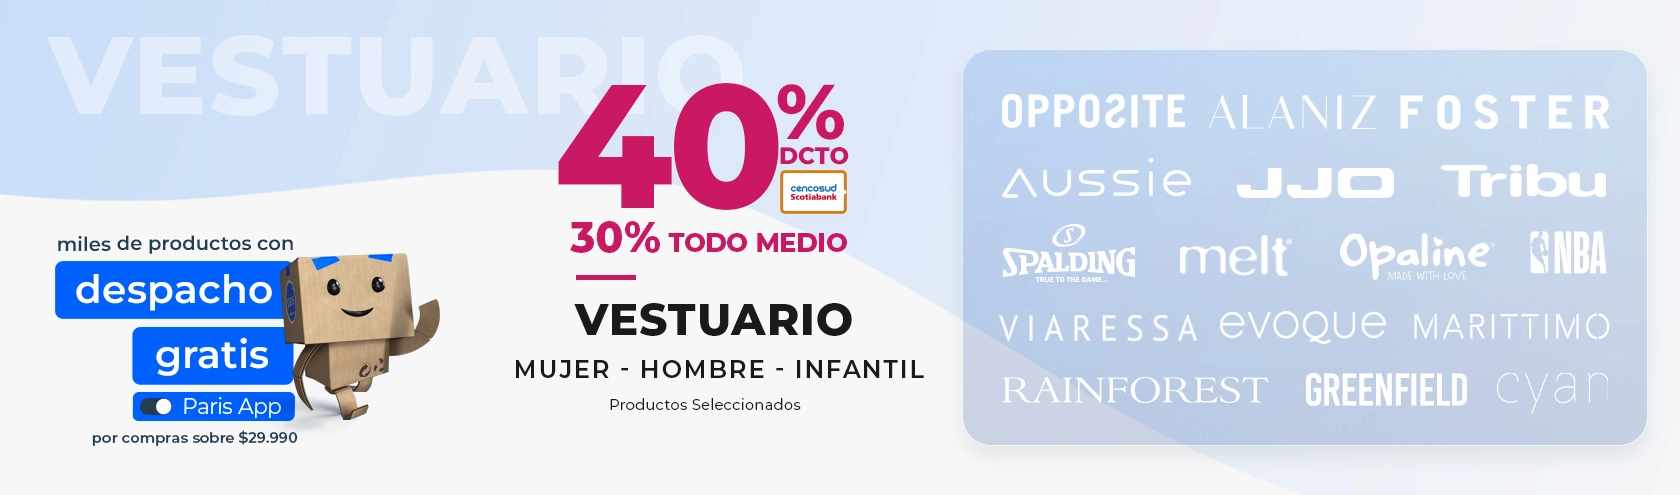 VESTUARIO
miles de productos con
despacho
gratis
Paris App
por compras sobre $29.990
40%
DCTO
cencosud
Scotiabank
30% TODO MEDIO
VESTUARIO
MUJER - HOMBRE - INFANTIL
Productos Seleccionados
OPPOSITE ALANIZ FOSTER
Aussie JJO Tribu
SPALDING
TRUE TO THE GAME™
melt®
Opaline®
MADE WITH LOVE
NBA
VIARESSA evoque MARITTIMO
RAINFOREST GREENFIELD cyan